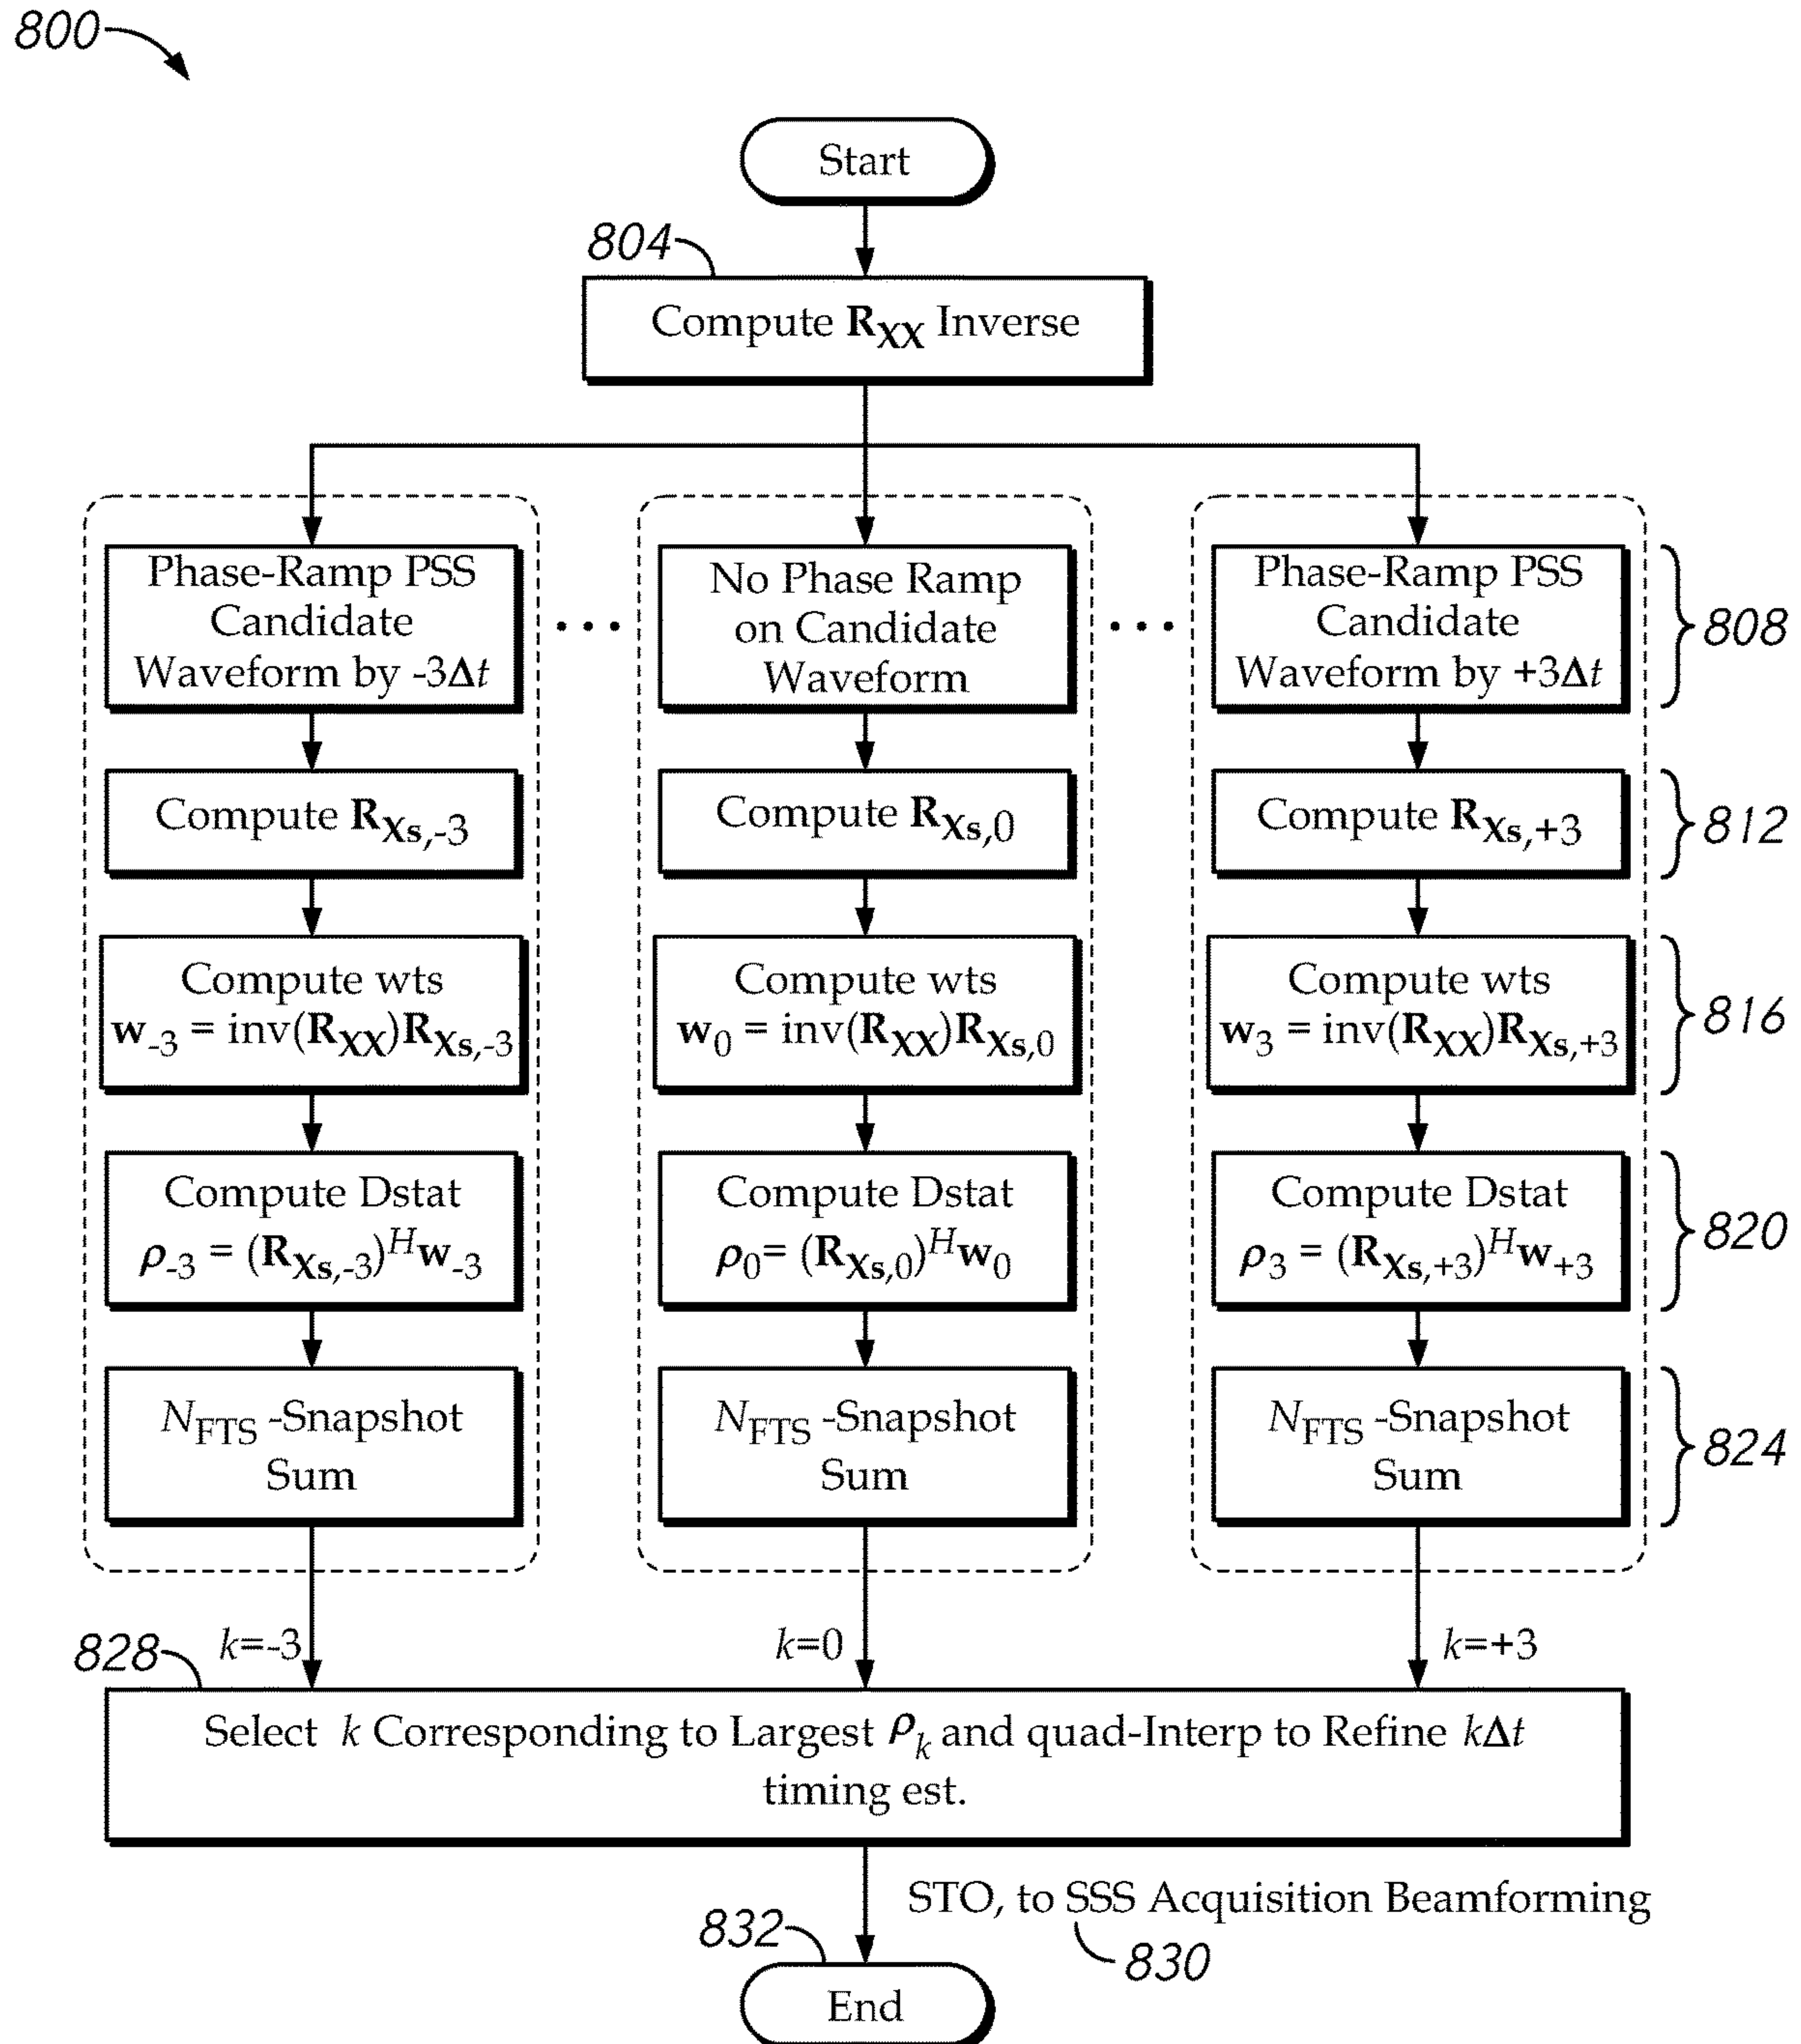 800
Start
804
Compute R_XX Inverse
Phase-Ramp PSS
Candidate
Waveform by -3Δt
...
No Phase Ramp
on Candidate
Waveform
...
Phase-Ramp PSS
Candidate
Waveform by +3Δt
808
Compute R_Xs,-3
Compute R_Xs,0
Compute R_Xs,+3
812
Compute wts
w_-3 = inv(R_XX)R_Xs,-3
Compute wts
w_0 = inv(R_XX)R_Xs,0
Compute wts
w_3 = inv(R_XX)R_Xs,+3
816
Compute Dstat
ρ_-3 = (R_Xs,-3)^H w_-3
Compute Dstat
ρ_0= (R_Xs,0)^H w_0
Compute Dstat
ρ_3 = (R_Xs,+3)^H w_+3
820
N_FTS -Snapshot
Sum
N_FTS -Snapshot
Sum
N_FTS -Snapshot
Sum
824
828
k=-3
k=0
k=+3
Select k Corresponding to Largest ρ_k and quad-Interp to Refine kΔt
timing est.
STO, to SSS Acquisition Beamforming
832
830
End